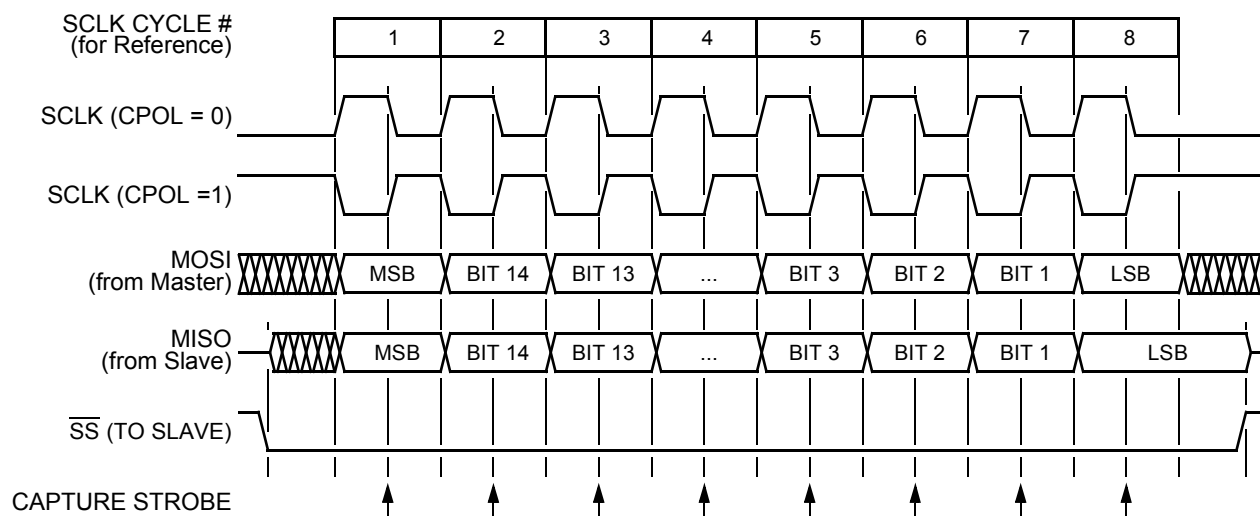 SCLK CYCLE #
(for Reference)
1 2 3 4 5 6 7 8
SCLK (CPOL = 0)
SCLK (CPOL =1)
MOSI
(from Master)
MSB BIT 14 BIT 13 ... BIT 3 BIT 2 BIT 1 LSB
MISO
(from Slave)
MSB BIT 14 BIT 13 ... BIT 3 BIT 2 BIT 1 LSB
SS (TO SLAVE)
CAPTURE STROBE